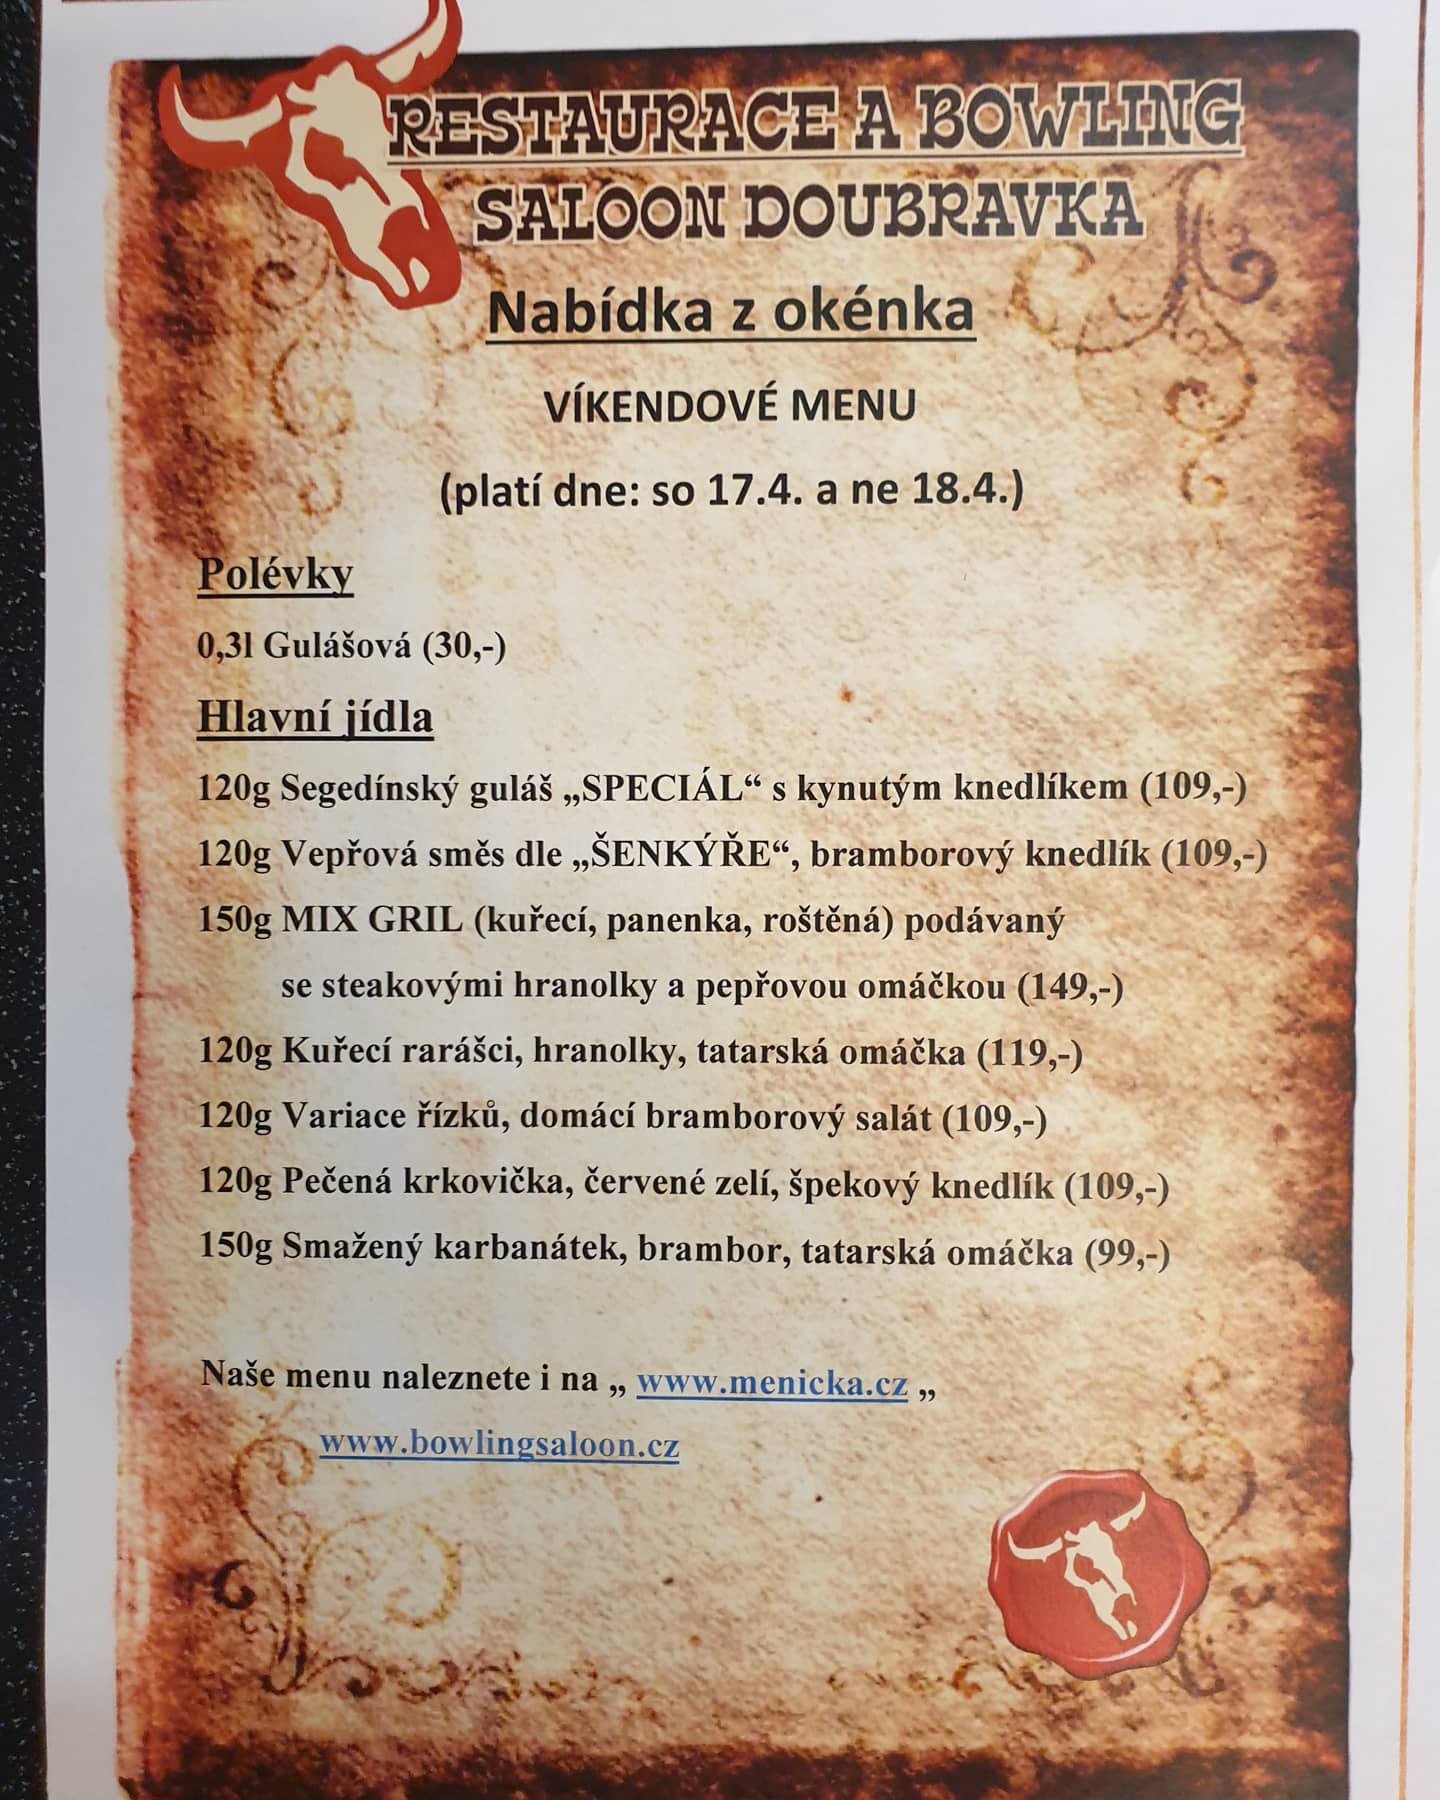 RESTAURACE A BOWLING
SALOON DOUBRAVKA
Nabídka z okénka
VÍKENDOVÉ MENU
(platí dne: so 17.4. a ne 18.4.)
Polévky
0,3l Gulášová (30,-)
Hlavní jídla
120g Segedínský guláš „SPECIÁL“ s kynutým knedlíkem (109,-)
120g Vepřová směs dle „ŠENKÝŘE“, bramborový knedlík (109,-)
150g MIX GRIL (kuřecí, panenka, roštěná) podávaný
se steakovými hranolky a pepřovou omáčkou (149,-)
120g Kuřecí rarášci, hranolky, tatarská omáčka (119,-)
120g Variace řízků, domácí bramborový salát (109,-)
120g Pečená krkovička, červené zelí, špekový knedlík (109,-)
150g Smažený karbanátek, brambor, tatarská omáčka (99,-)
Naše menu naleznete i na „ www.menicka.cz „
www.bowlingsaloon.cz